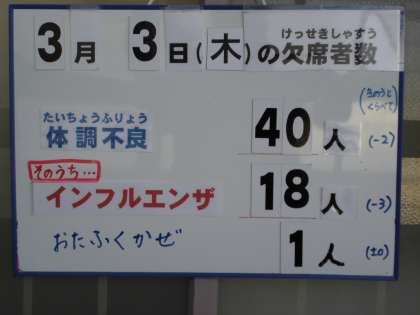 3月 3日(木)の欠席者数
けっせきしゃすう
(きのうと
くらべて)
たいちょうふりょう
体調不良 40人 (-2)
そのうち…
インフルエンザ 18人 (-3)
おたふくかぜ 1人 (±0)